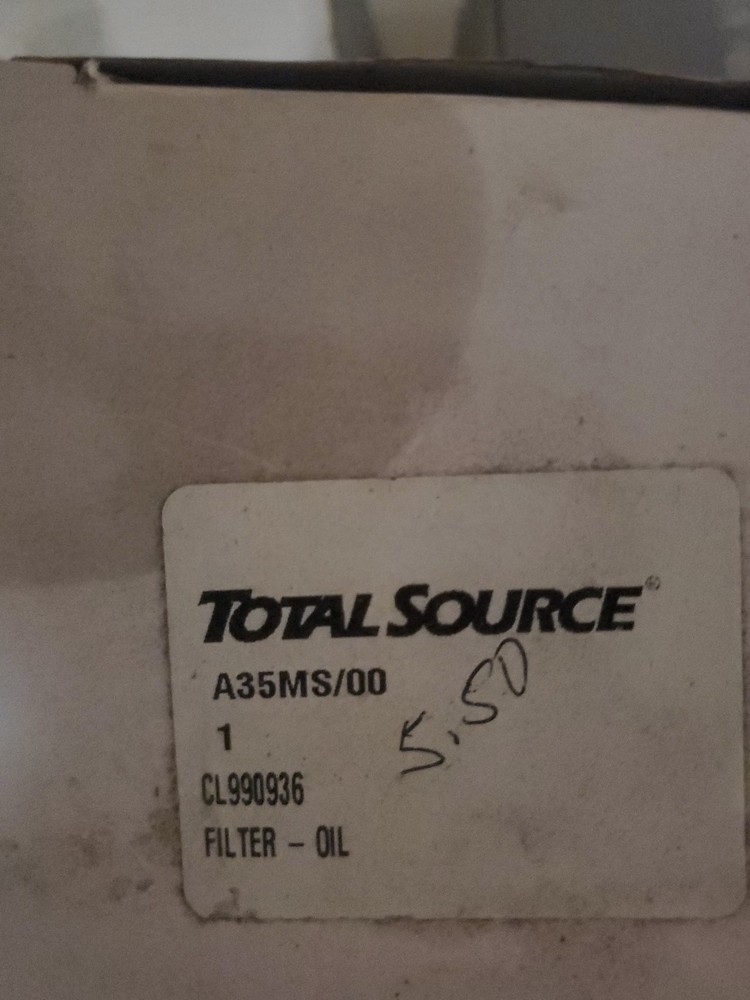 TOTAL SOURCE®
A35MS/00
5.50
1
CL990936
FILTER - OIL